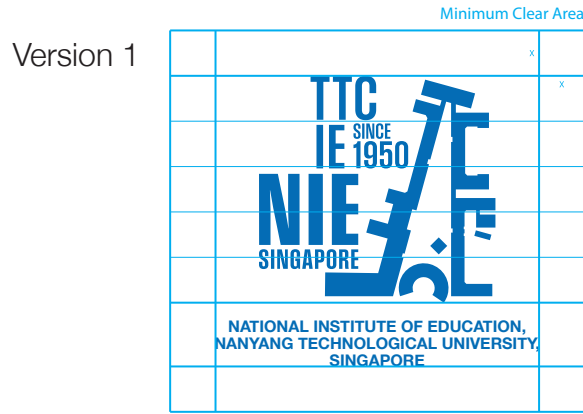 Minimum Clear Area
Version 1
x
x
TTC
IE SINCE 1950
NIE
SINGAPORE
NATIONAL INSTITUTE OF EDUCATION,
NANYANG TECHNOLOGICAL UNIVERSITY,
SINGAPORE